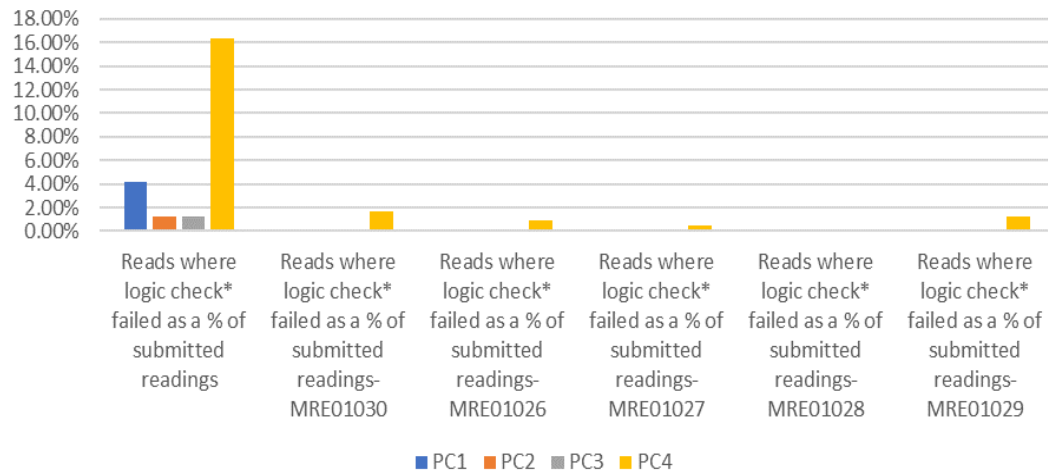 18.00%
16.00%
14.00%
12.00%
10.00%
8.00%
6.00%
4.00%
2.00%
0.00%
Reads where
logic check*
failed as a % of
submitted
readings
Reads where
logic check*
failed as a % of
submitted
readings-
MRE01030
Reads where
logic check*
failed as a % of
submitted
readings-
MRE01026
Reads where
logic check*
failed as a % of
submitted
readings-
MRE01027
Reads where
logic check*
failed as a % of
submitted
readings-
MRE01028
Reads where
logic check*
failed as a % of
submitted
readings-
MRE01029
PC1 PC2 PC3 PC4